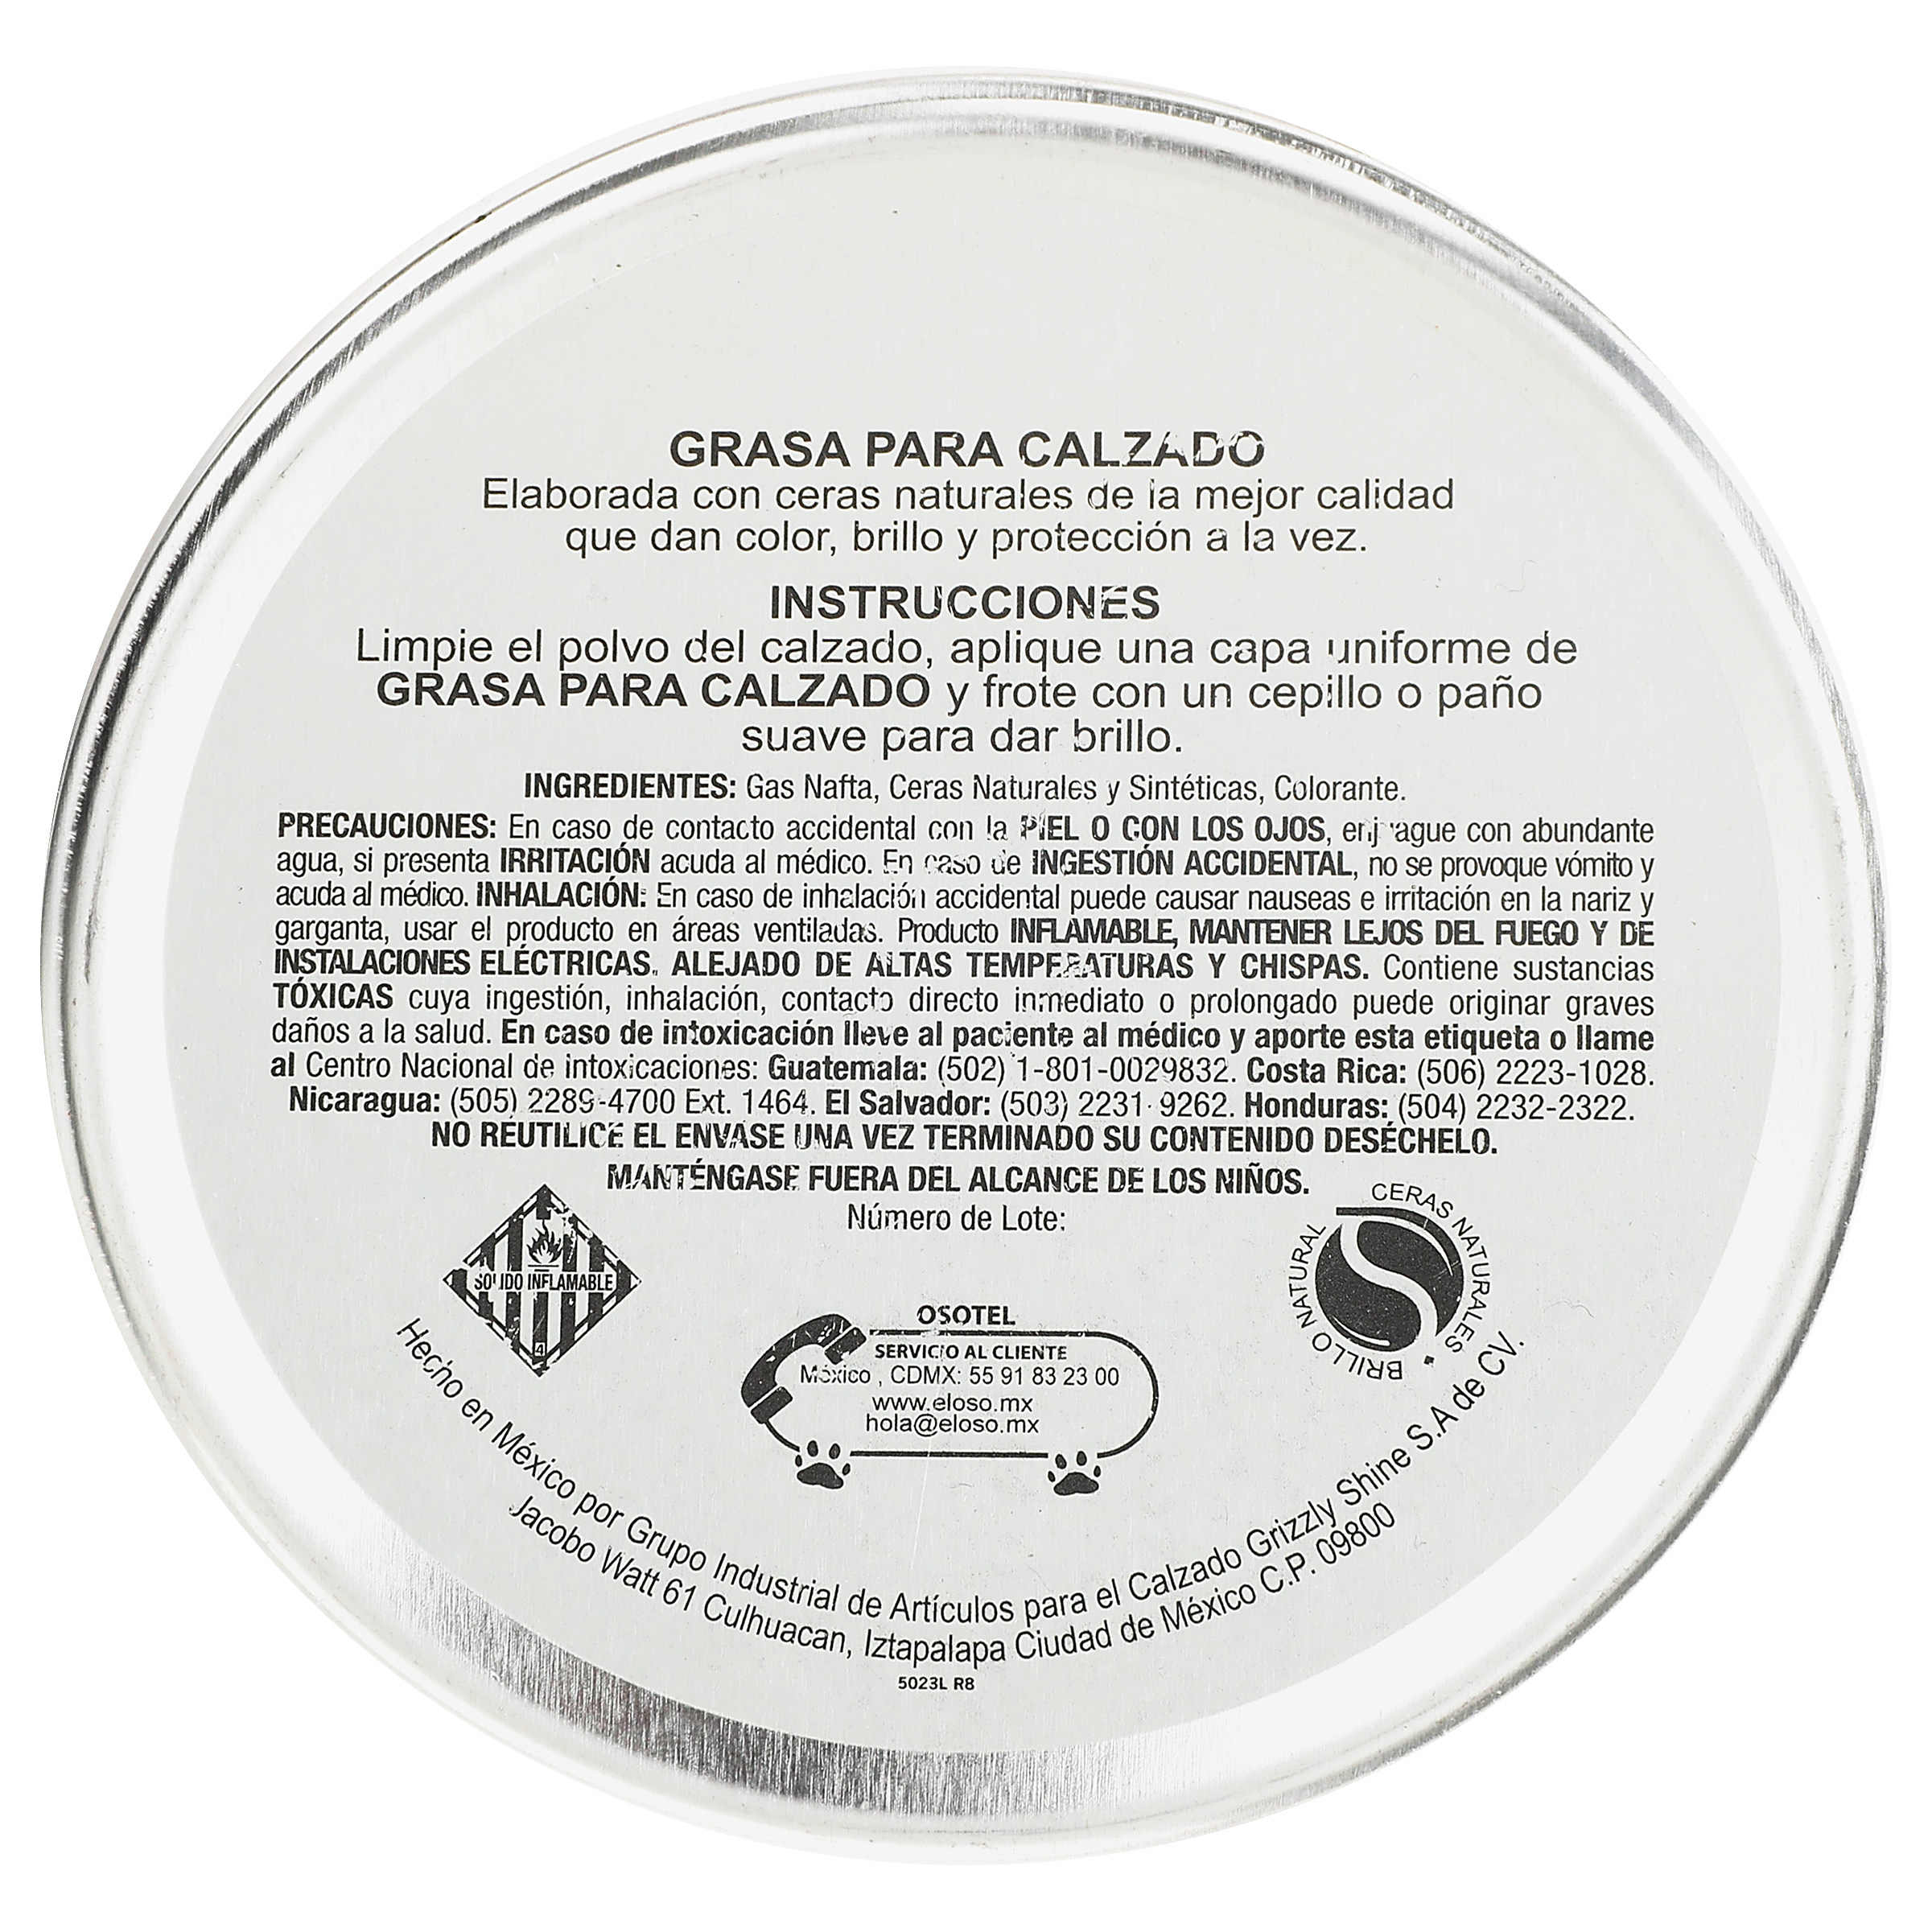 GRASA PARA CALZADO
Elaborada con ceras naturales de la mejor calidad
que dan color, brillo y protección a la vez.
INSTRUCCIONES
Limpie el polvo del calzado, aplique una capa uniforme de
GRASA PARA CALZADO y frote con un cepillo o paño
suave para dar brillo.
INGREDIENTES: Gas Nafta, Ceras Naturales y Sintéticas, Colorante.
PRECAUCIONES: En caso de contacto accidental con la PIEL O CON LOS OJOS, enjuague con abundante
agua, si presenta IRRITACIÓN acuda al médico. En caso de INGESTIÓN ACCIDENTAL, no se provoque vómito y
acuda al médico. INHALACIÓN: En caso de inhalación accidental puede causar nauseas e irritación en la nariz y
garganta, usar el producto en áreas ventiladas. Producto INFLAMABLE, MANTENER LEJOS DEL FUEGO Y DE
INSTALACIONES ELÉCTRICAS. ALEJADO DE ALTAS TEMPERATURAS Y CHISPAS. Contiene sustancias
TÓXICAS cuya ingestión, inhalación, contacto directo inmediato o prolongado puede originar graves
daños a la salud. En caso de intoxicación lleve al paciente al médico y aporte esta etiqueta o llame
al Centro Nacional de intoxicaciones: Guatemala: (502) 1-801-0029832. Costa Rica: (506) 2223-1028.
Nicaragua: (505) 2289-4700 Ext. 1464. El Salvador: (503) 2231-9262. Honduras: (504) 2232-2322.
NO REUTILICE EL ENVASE UNA VEZ TERMINADO SU CONTENIDO DESÉCHELO.
MANTÉNGASE FUERA DEL ALCANCE DE LOS NIÑOS.
Número de Lote:
SOLIDO INFLAMABLE
4
BRILLO NATURAL
CERAS NATURALES
OSOTEL
SERVICIO AL CLIENTE
México , CDMX: 55 91 83 23 00
www.eloso.mx
hola@eloso.mx
Hecho en México por Grupo Industrial de Artículos para el Calzado Grizzly Shine S.A de CV.
Jacobo Watt 61 Culhuacan, Iztapalapa Ciudad de México C.P. 09800
5023L R8